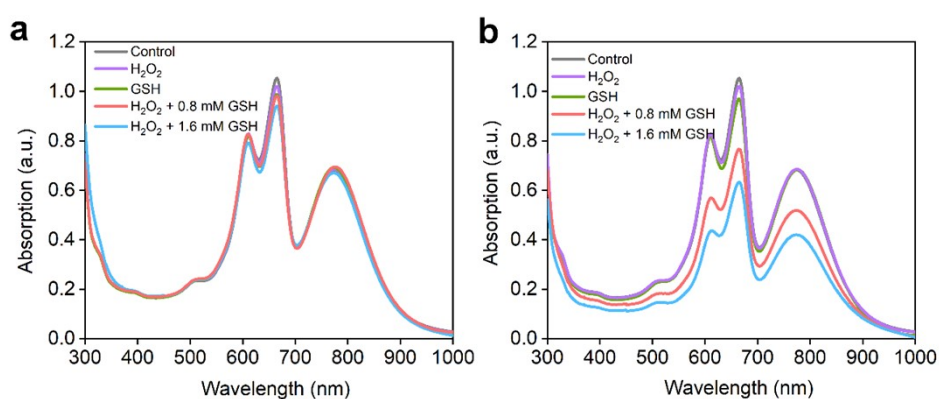 a
1.2
1.0
0.8
0.6
0.4
0.2
0.0
Absorption (a.u.)
Control
H₂O₂
GSH
H₂O₂ + 0.8 mM GSH
H₂O₂ + 1.6 mM GSH
300 400 500 600 700 800 900 1000
Wavelength (nm)
b
1.2
1.0
0.8
0.6
0.4
0.2
0.0
Absorption (a.u.)
Control
H₂O₂
GSH
H₂O₂ + 0.8 mM GSH
H₂O₂ + 1.6 mM GSH
300 400 500 600 700 800 900 1000
Wavelength (nm)